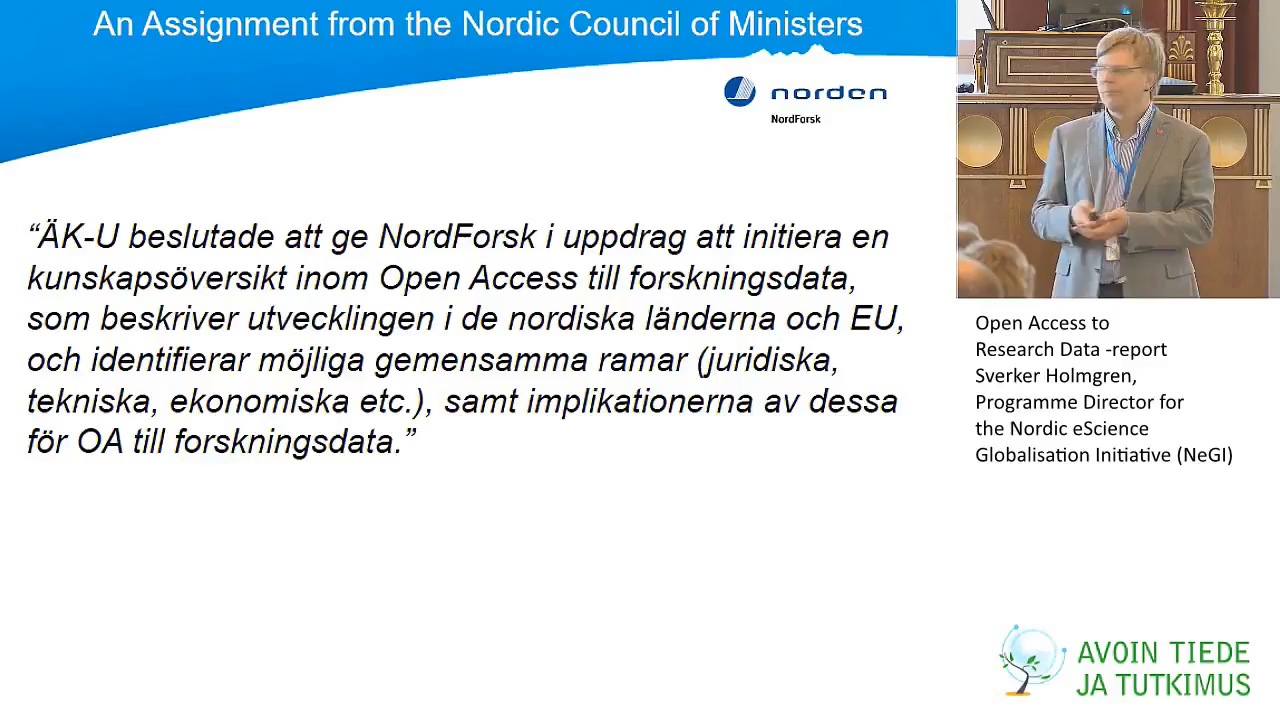 An Assignment from the Nordic Council of Ministers
norden
NordForsk
“ÄK-U beslutade att ge NordForsk i uppdrag att initiera en
kunskapsöversikt inom Open Access till forskningsdata,
som beskriver utvecklingen i de nordiska länderna och EU,
och identifierar möjliga gemensamma ramar (juridiska,
tekniska, ekonomiska etc.), samt implikationerna av dessa
för OA till forskningsdata.”
Open Access to
Research Data -report
Sverker Holmgren,
Programme Director for
the Nordic eScience
Globalisation Initiative (NeGI)
AVOIN TIEDE
JA TUTKIMUS